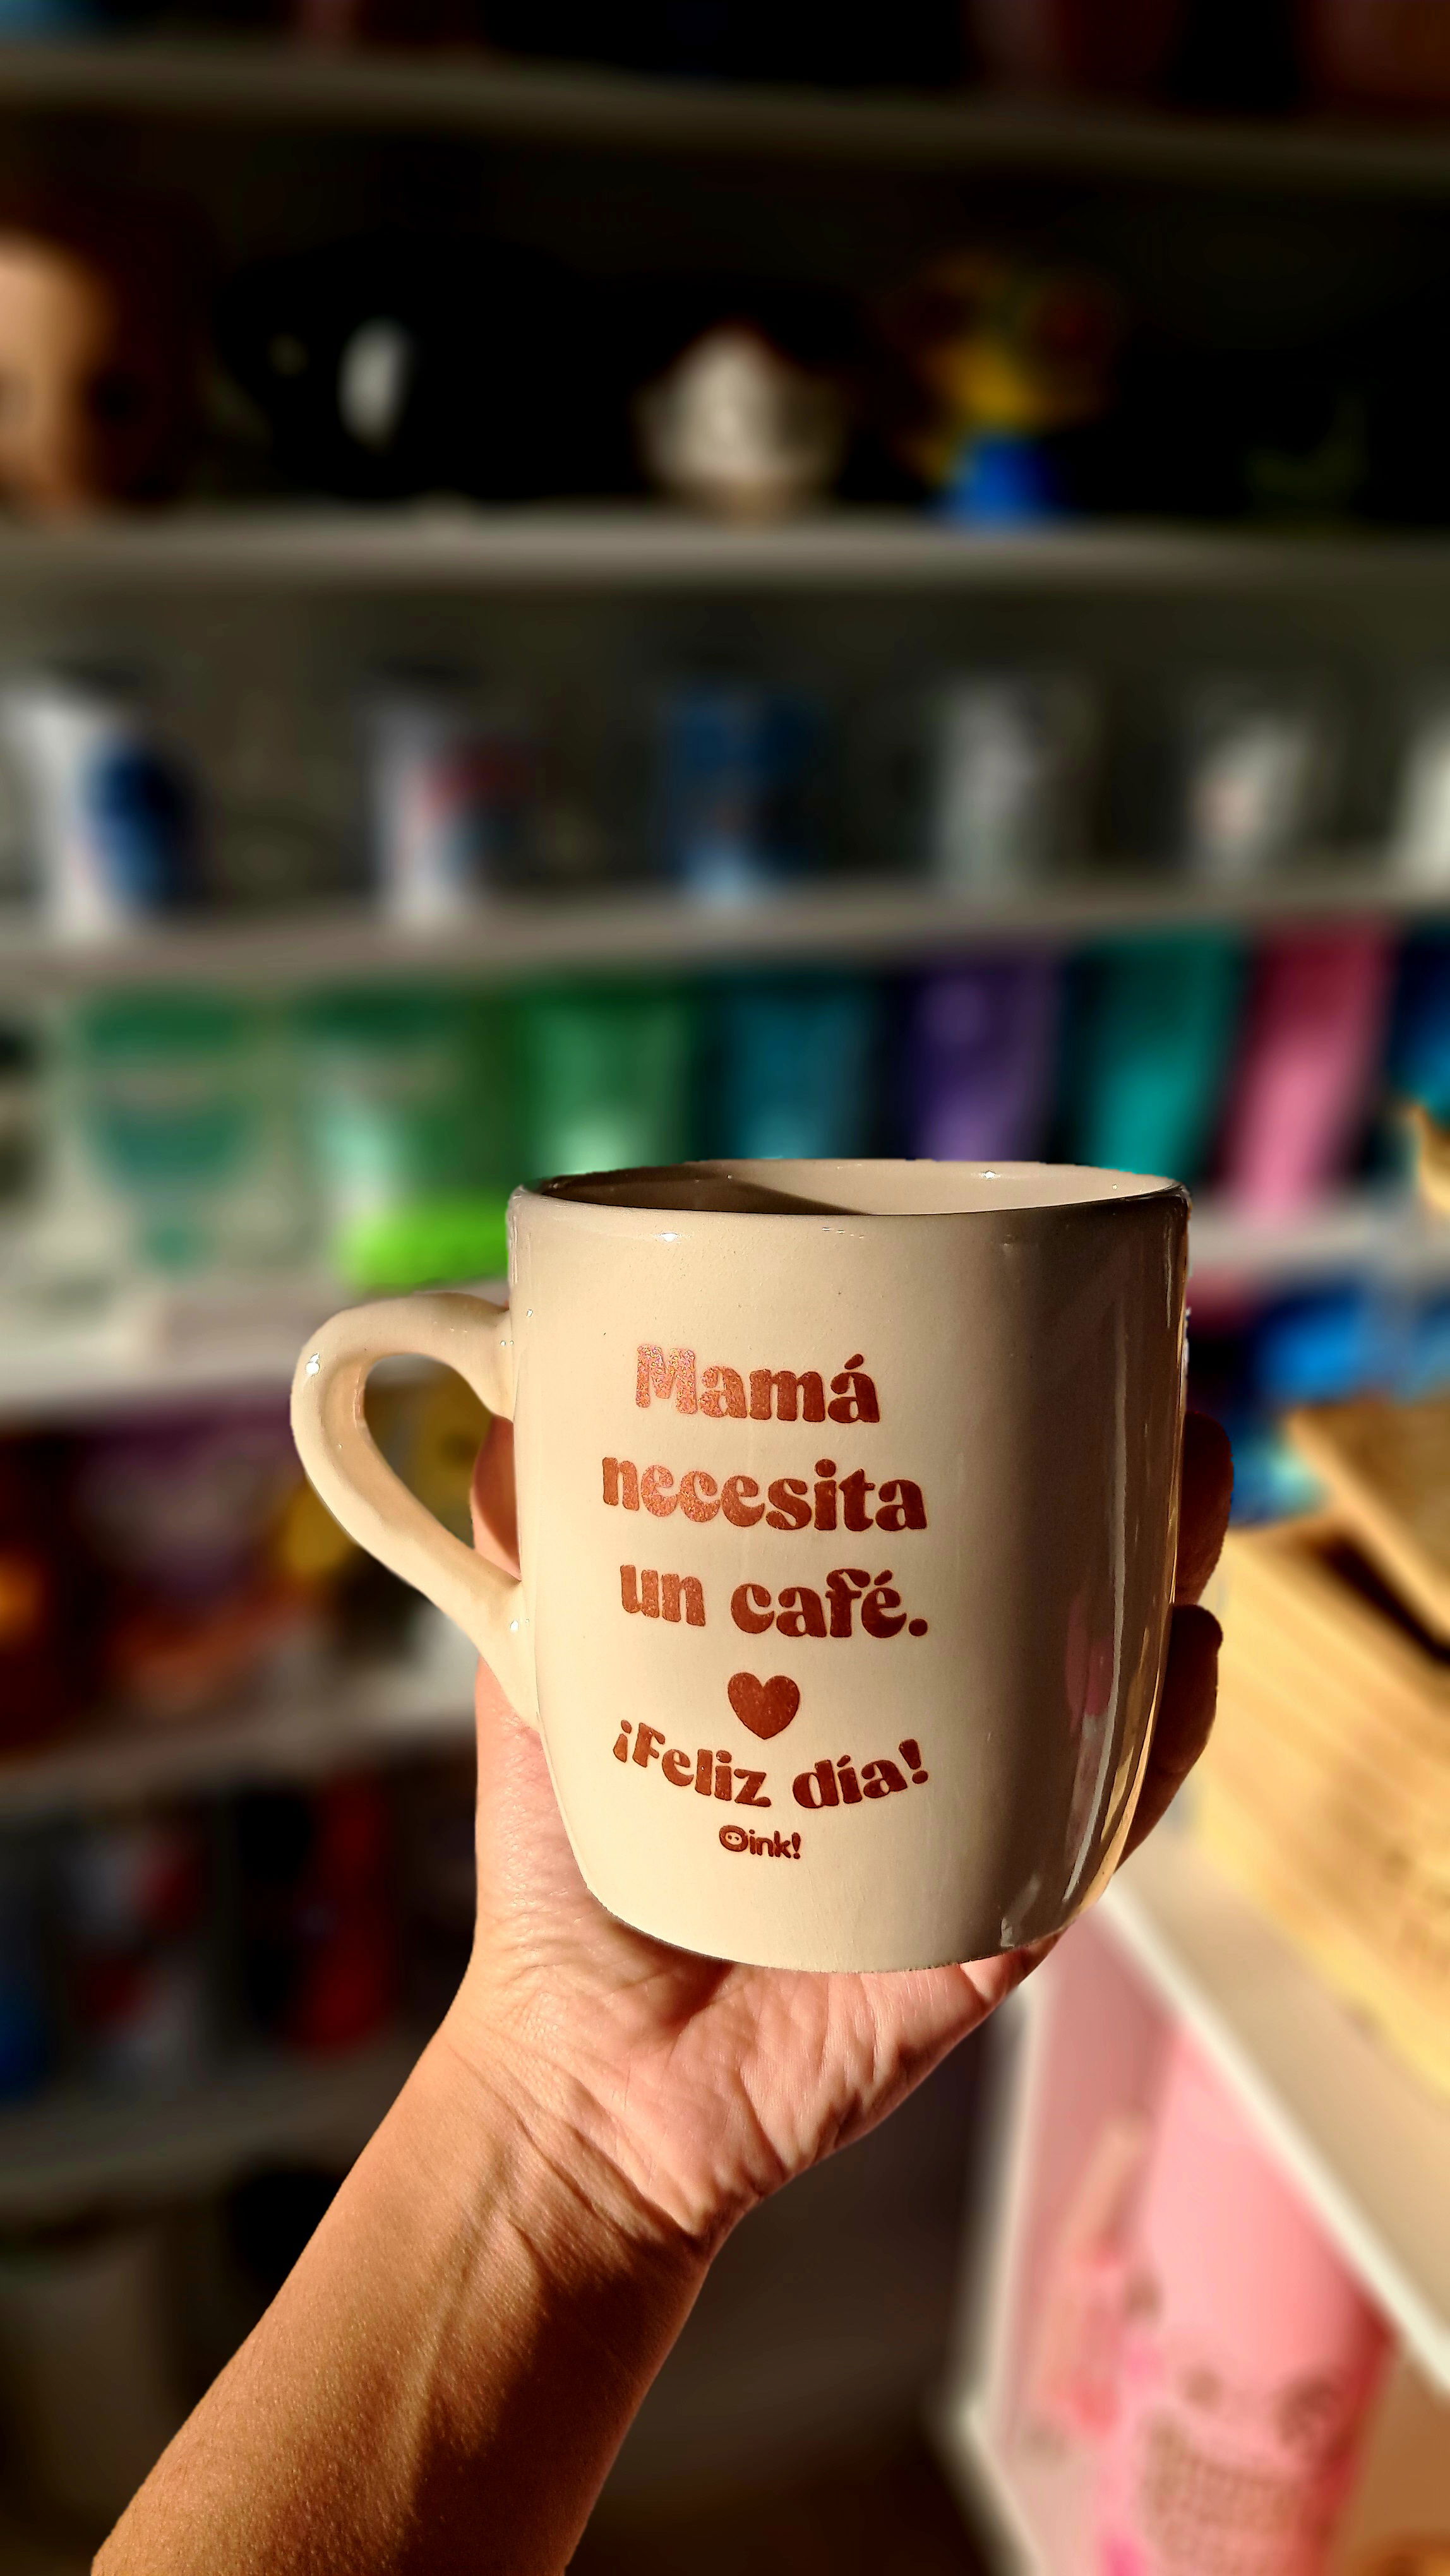 Mamá
necesita
un café.
¡Feliz día!
Oink!